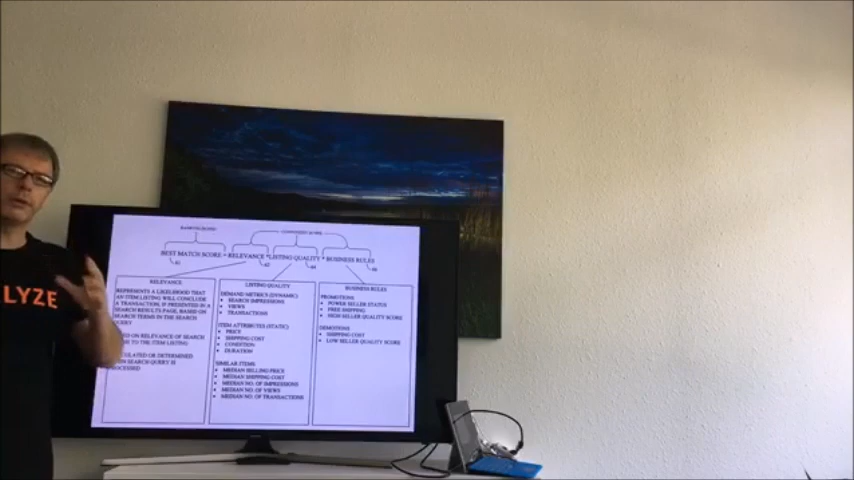 RANKING SCORE
COMPONENT SCORES
BEST MATCH SCORE = RELEVANCE *LISTING QUALITY * BUSINESS RULES
RELEVANCE
REPRESENTS A LIKELIHOOD THAT
AN ITEM LISTING WILL CONCLUDE
A TRANSACTION, IF PRESENTED IN A
SEARCH RESULTS PAGE, BASED ON
SEARCH TERMS IN THE SEARCH
QUERY
ON RELEVANCE OF SEARCH
TO THE ITEM LISTING
OR DETERMINED
SEARCH QUERY IS
LISTING QUALITY
DEMAND METRICS (DYNAMIC)
• SEARCH IMPRESSIONS
• VIEWS
• TRANSACTIONS
ITEM ATTRIBUTES (STATIC)
• PRICE
• SHIPPING COST
• CONDITION
• DURATION
SIMILAR ITEMS
• MEDIAN SELLING PRICE
• MEDIAN SHIPPING COST
• MEDIAN NO. OF IMPRESSIONS
• MEDIAN NO. OF VIEWS
• MEDIAN NO. OF TRANSACTIONS
BUSINESS RULES
PROMOTIONS
• POWER SELLER STATUS
• FREE SHIPPING
• HIGH SELLER QUALITY SCORE
DEMOTIONS
• SHIPPING COST
• LOW SELLER QUALITY SCORE
LYZE